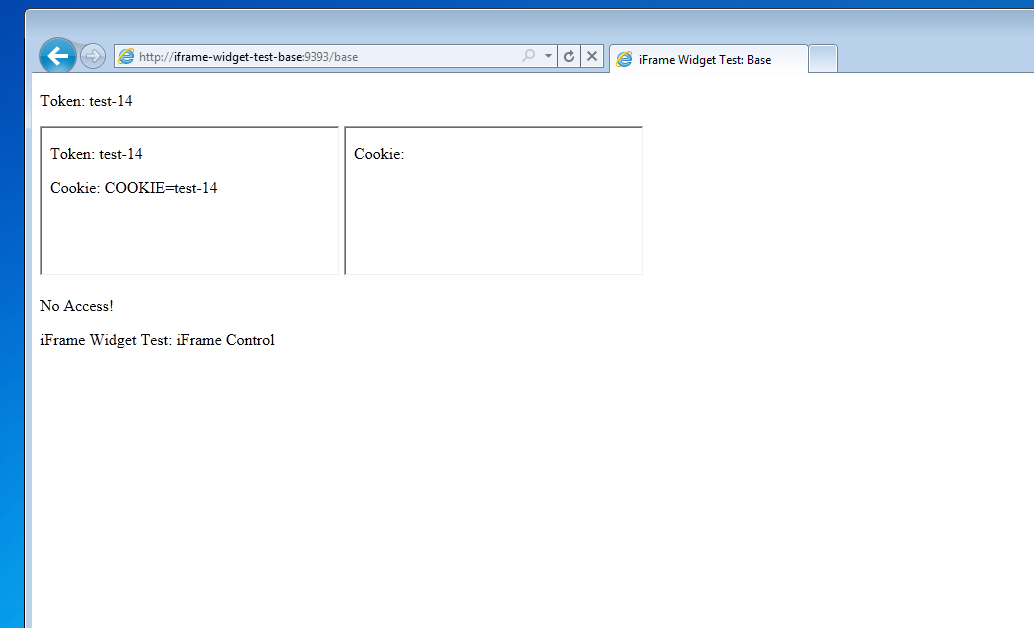 http://iframe-widget-test-base:9393/base
iFrame Widget Test: Base
Token: test-14
Token: test-14
Cookie: COOKIE=test-14
Cookie:
No Access!
iFrame Widget Test: iFrame Control